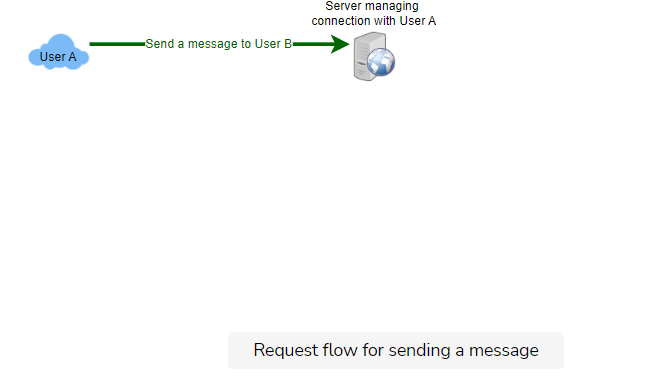 Server managing
connection with User A
User A
Send a message to User B
Request flow for sending a message